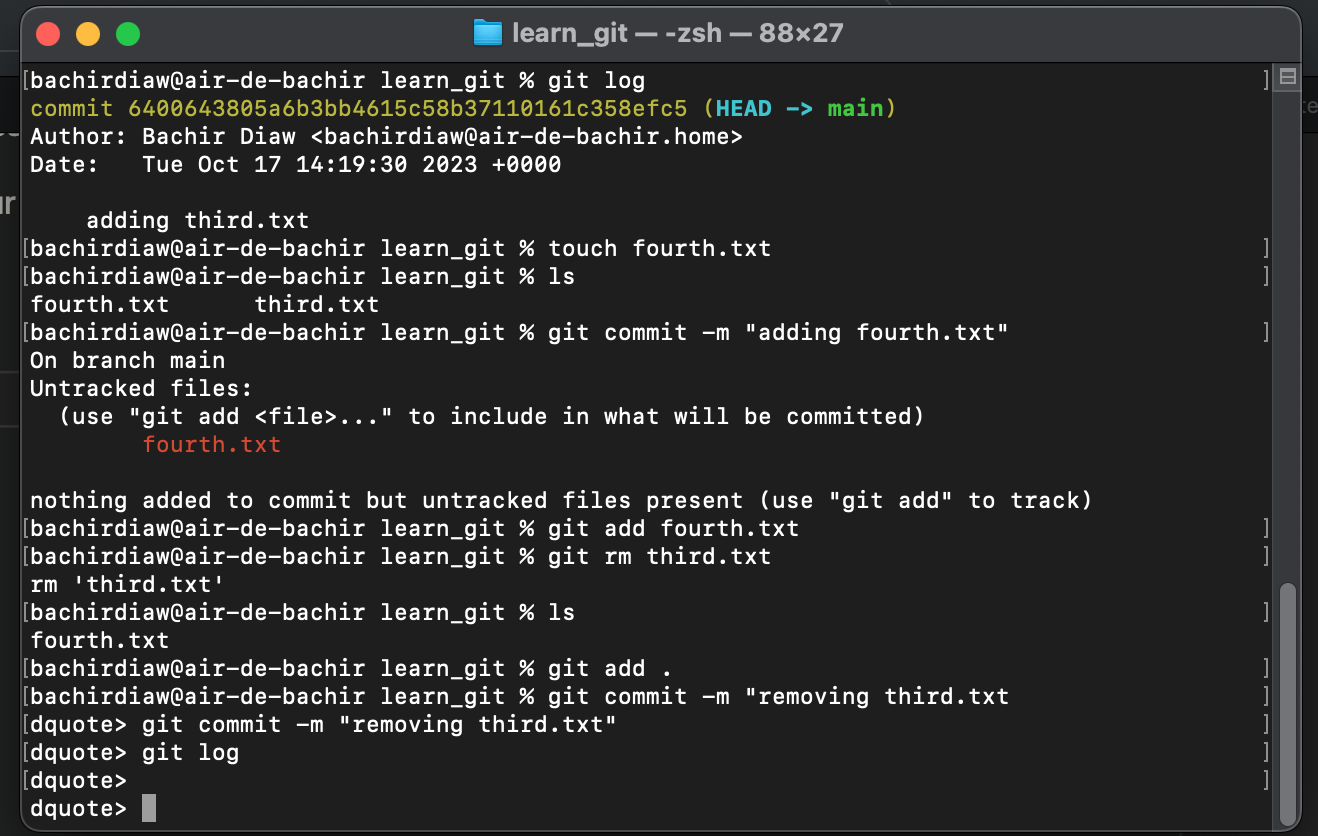 learn_git — -zsh — 88×27
[bachirdiaw@air-de-bachir learn_git % git log ]
commit 6400643805a6b3bb4615c58b37110161c358efc5 (HEAD -> main)
Author: Bachir Diaw <bachirdiaw@air-de-bachir.home>
Date:   Tue Oct 17 14:19:30 2023 +0000
    adding third.txt
[bachirdiaw@air-de-bachir learn_git % touch fourth.txt ]
[bachirdiaw@air-de-bachir learn_git % ls ]
fourth.txt      third.txt
[bachirdiaw@air-de-bachir learn_git % git commit -m "adding fourth.txt" ]
On branch main
Untracked files:
  (use "git add <file>..." to include in what will be committed)
        fourth.txt
nothing added to commit but untracked files present (use "git add" to track)
[bachirdiaw@air-de-bachir learn_git % git add fourth.txt ]
[bachirdiaw@air-de-bachir learn_git % git rm third.txt ]
rm 'third.txt'
[bachirdiaw@air-de-bachir learn_git % ls ]
fourth.txt
[bachirdiaw@air-de-bachir learn_git % git add . ]
[bachirdiaw@air-de-bachir learn_git % git commit -m "removing third.txt ]
[dquote> git commit -m "removing third.txt" ]
[dquote> git log ]
[dquote> ]
dquote>